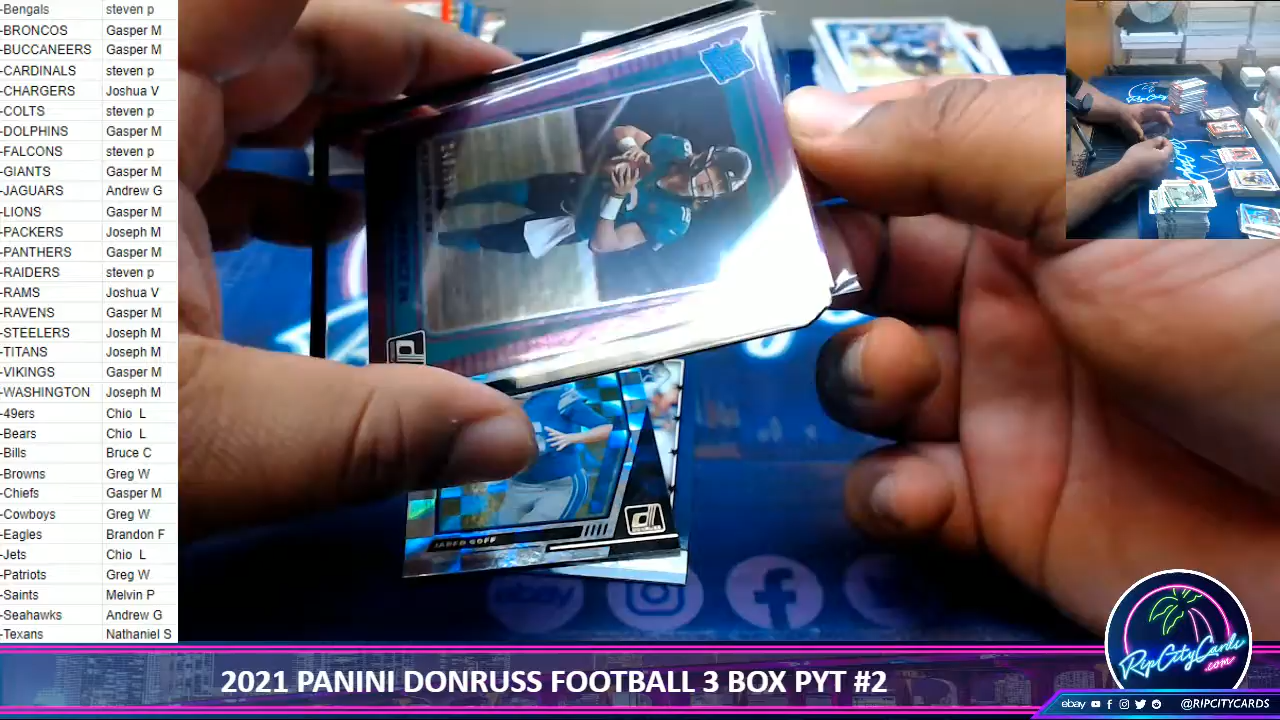 -Bengals steven p
-BRONCOS Gasper M
-BUCCANEERS Gasper M
-CARDINALS steven p
-CHARGERS Joshua V
-COLTS steven p
-DOLPHINS Gasper M
-FALCONS steven p
-GIANTS Gasper M
-JAGUARS Andrew G
-LIONS Gasper M
-PACKERS Joseph M
-PANTHERS Gasper M
-RAIDERS steven p
-RAMS Joshua V
-RAVENS Gasper M
-STEELERS Joseph M
-TITANS Joseph M
-VIKINGS Gasper M
-WASHINGTON Joseph M
-49ers Chio L
-Bears Chio L
-Bills Bruce C
-Browns Greg W
-Chiefs Gasper M
-Cowboys Greg W
-Eagles Brandon F
-Jets Chio L
-Patriots Greg W
-Saints Melvin P
-Seahawks Andrew G
-Texans Nathaniel S
JARED GOFF
ebay
RipCityCards
.com
2021 PANINI DONRUSS FOOTBALL 3 BOX PYT #2
ebay @RIPCITYCARDS